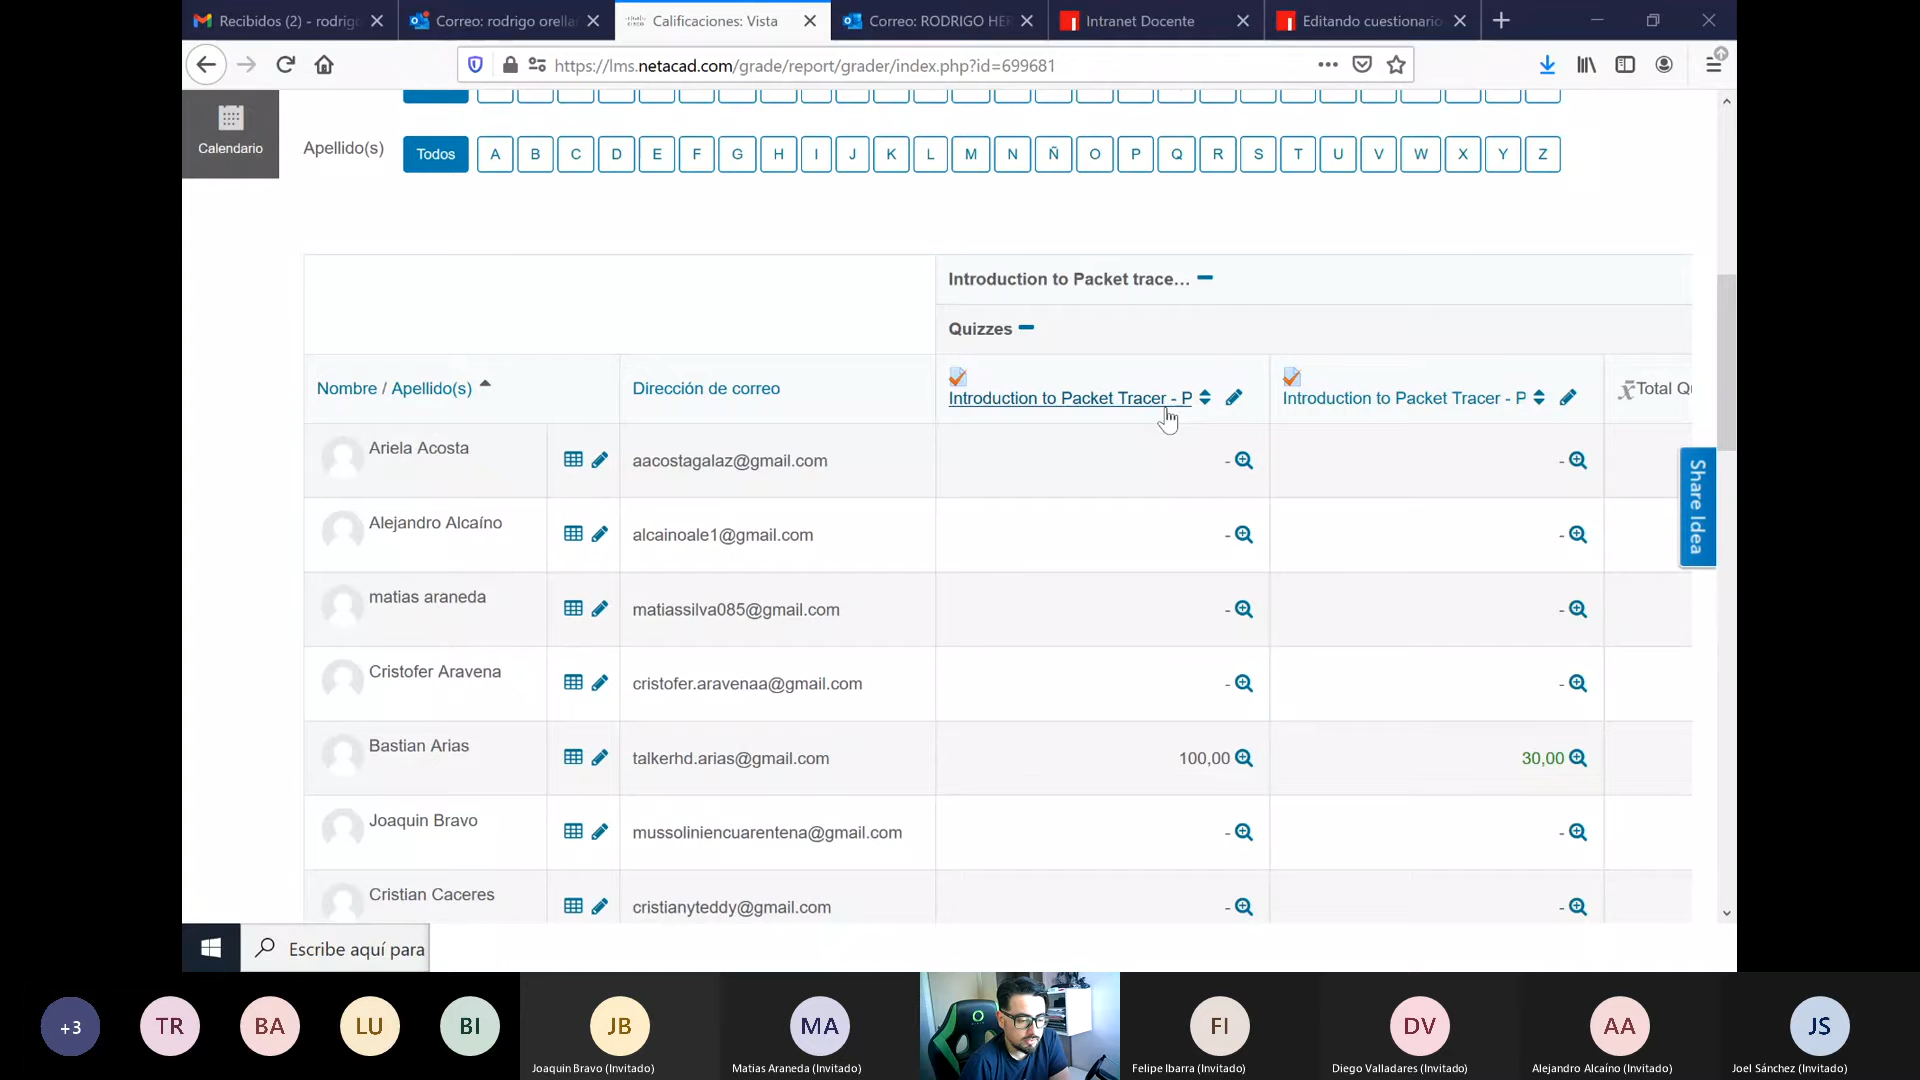 Recibidos (2) - rodrigo
Correo: rodrigo orella
Calificaciones: Vista
Correo: RODRIGO HER
Intranet Docente
Editando cuestionario
https://lms.netacad.com/grade/report/grader/index.php?id=699681
Calendario
Apellido(s)
Todos A B C D E F G H I J K L M N Ñ O P Q R S T U V W X Y Z
Introduction to Packet trace...
Quizzes
Nombre / Apellido(s)
Dirección de correo
Introduction to Packet Tracer - P
Introduction to Packet Tracer - P
x̄ Total Qu
Ariela Acosta aacostagalaz@gmail.com - -
Alejandro Alcaíno alcainoale1@gmail.com - -
matias araneda matiassilva085@gmail.com - -
Cristofer Aravena cristofer.aravenaa@gmail.com - -
Bastian Arias talkerhd.arias@gmail.com 100,00 30,00
Joaquin Bravo mussoliniencuarentena@gmail.com - -
Cristian Caceres cristianyteddy@gmail.com - -
Share Idea
Escribe aquí para
+3
TR
BA
LU
BI
JB
Joaquin Bravo (Invitado)
MA
Matias Araneda (Invitado)
FI
Felipe Ibarra (Invitado)
DV
Diego Valladares (Invitado)
AA
Alejandro Alcaíno (Invitado)
JS
Joel Sánchez (Invitado)